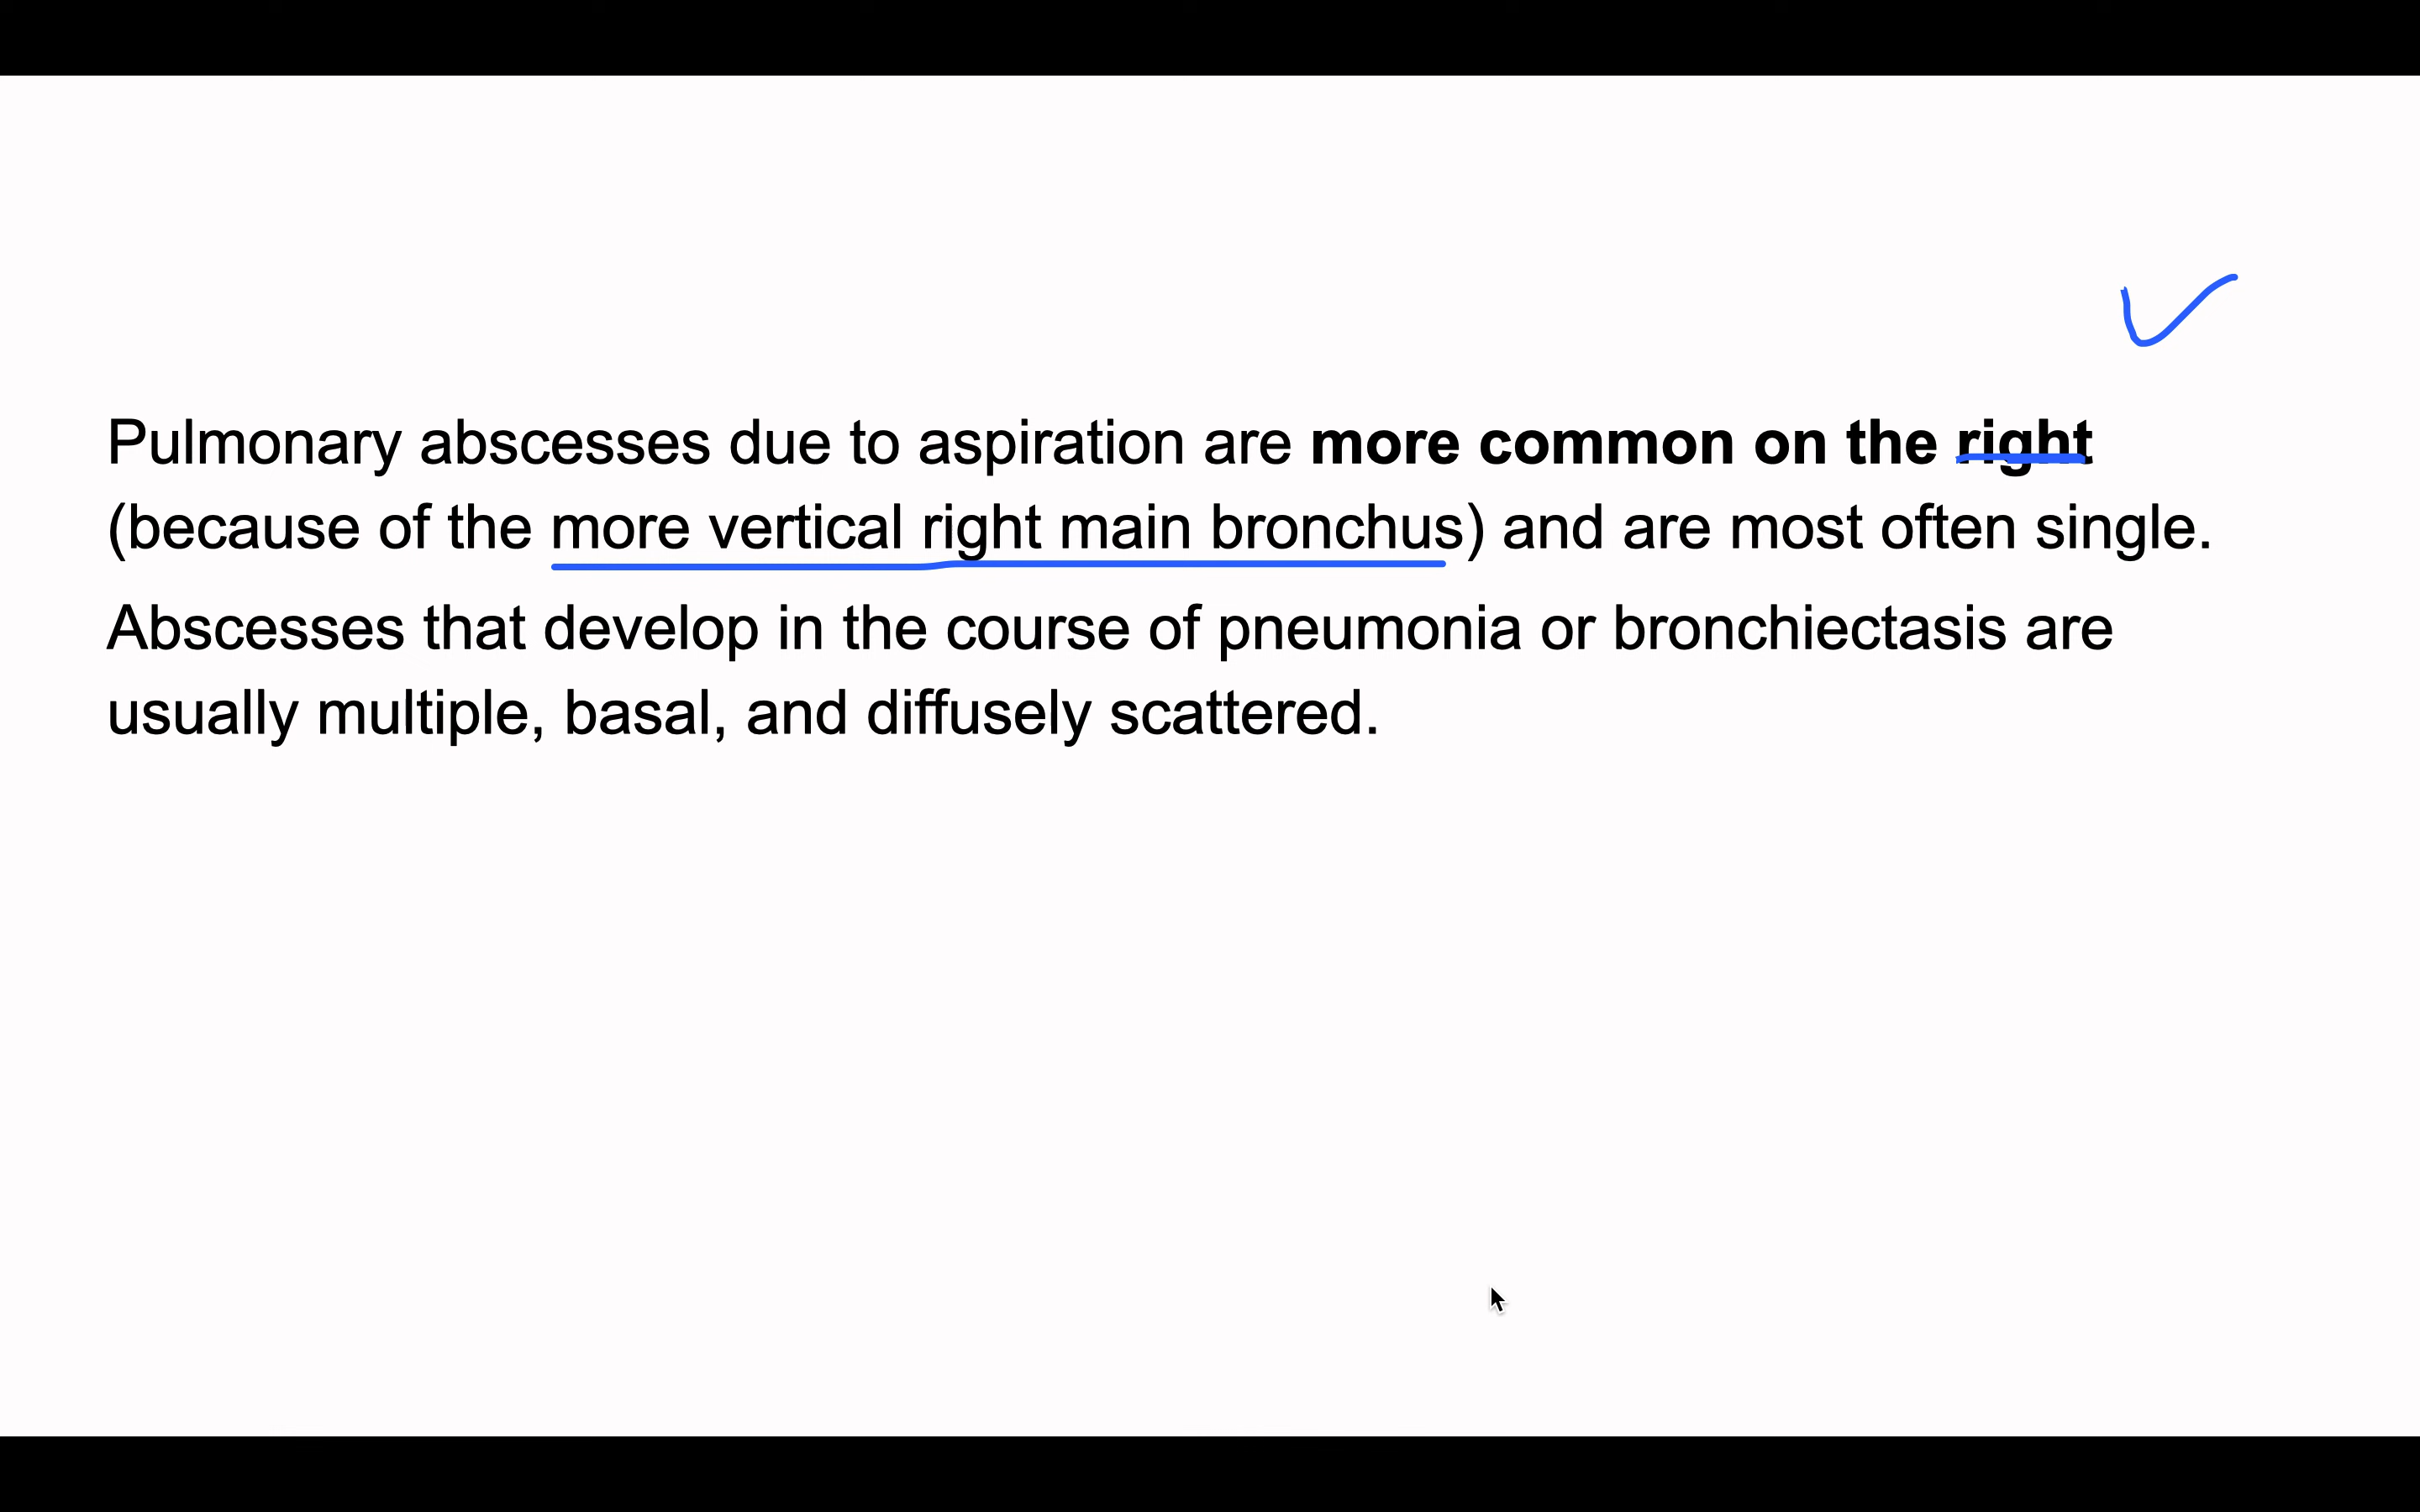 Pulmonary abscesses due to aspiration are more common on the right
(because of the more vertical right main bronchus) and are most often single.
Abscesses that develop in the course of pneumonia or bronchiectasis are
usually multiple, basal, and diffusely scattered.